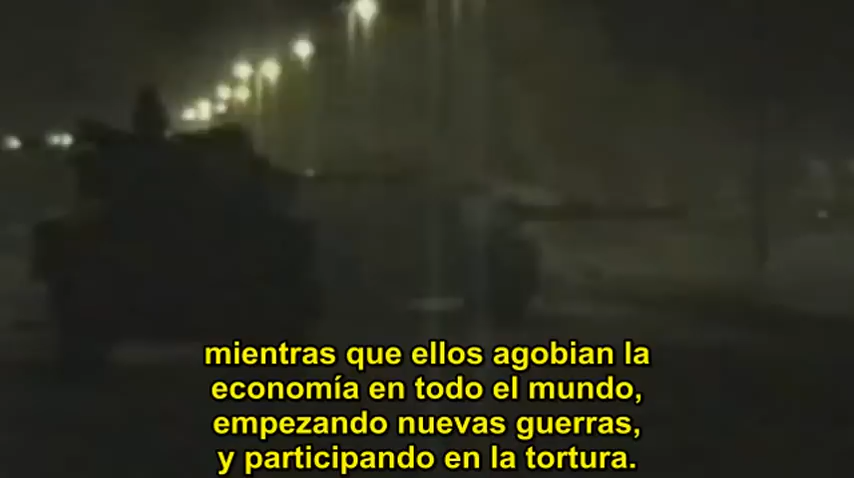 mientras que ellos agobian la
economía en todo el mundo,
empezando nuevas guerras,
y participando en la tortura.